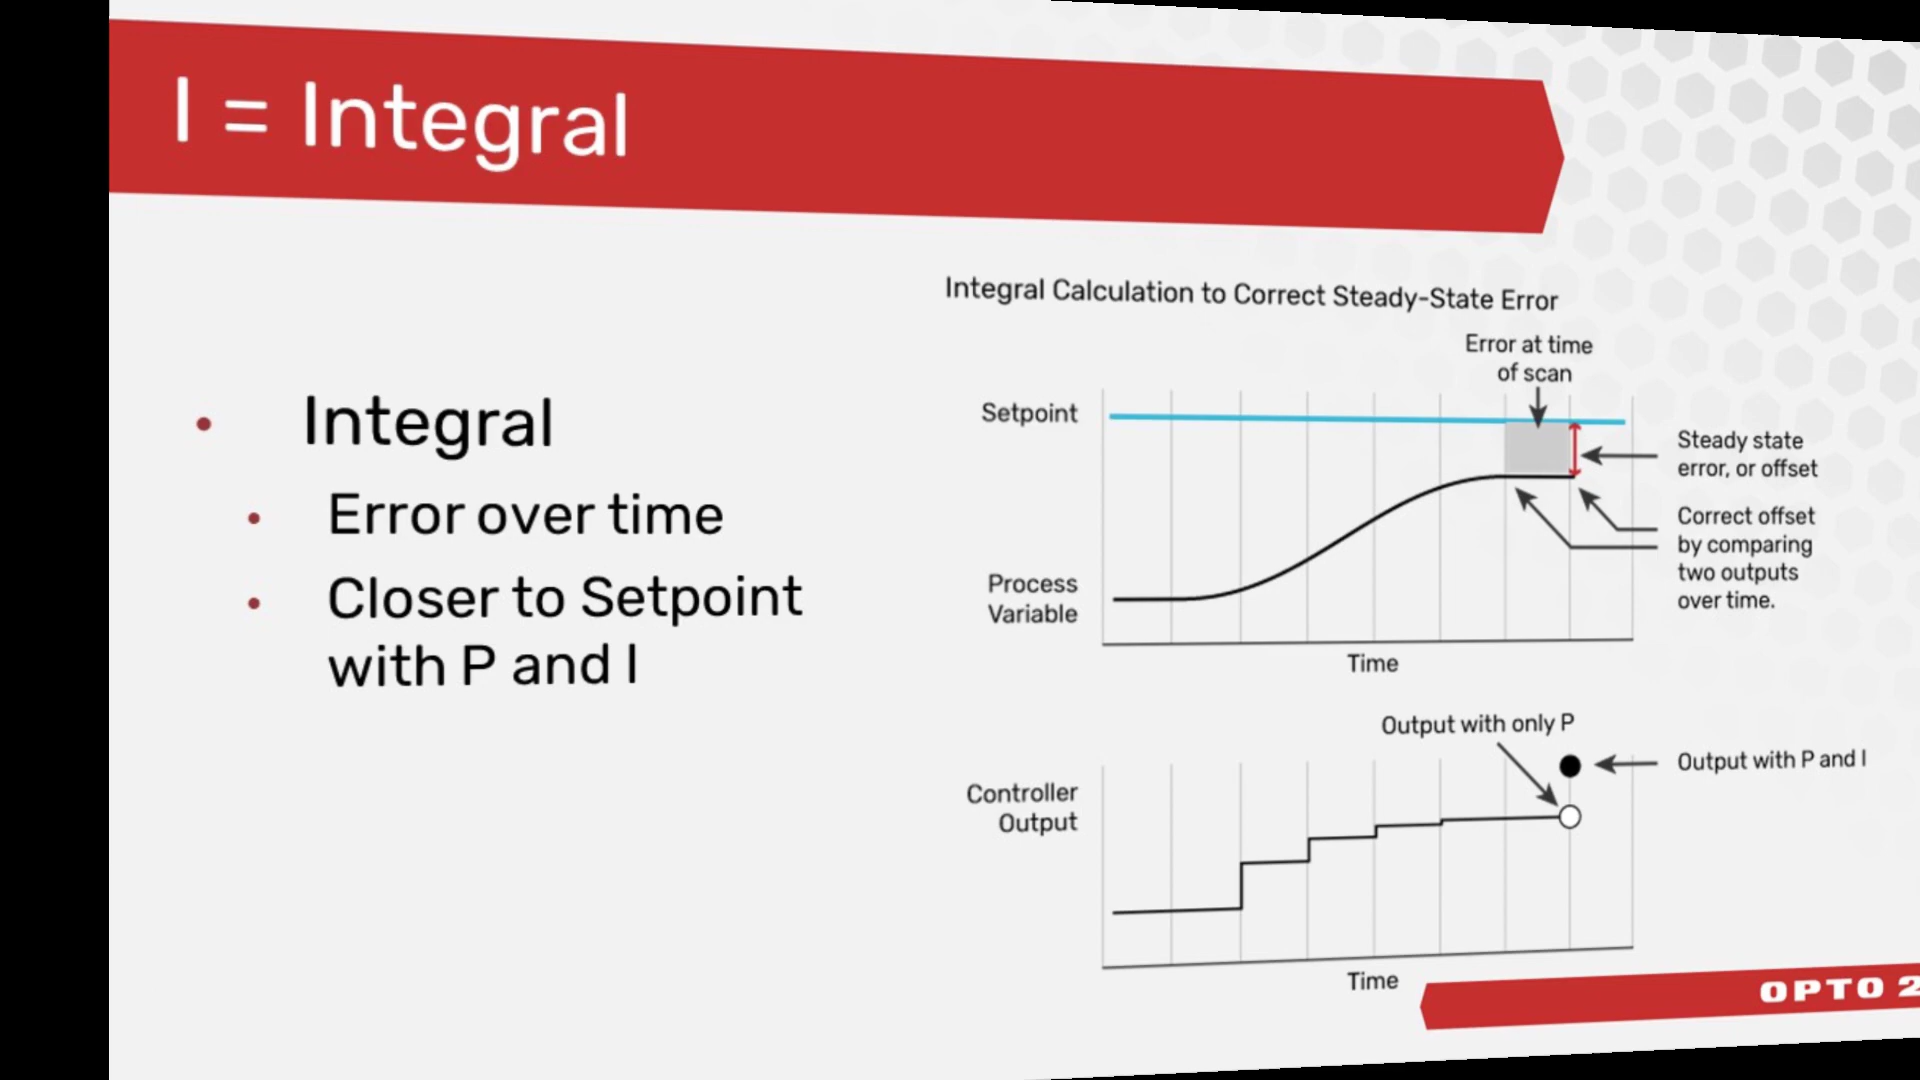 I = Integral
Integral
Error over time
Closer to Setpoint
with P and I
Integral Calculation to Correct Steady-State Error
Error at time
of scan
Setpoint
Steady state
error, or offset
Correct offset
by comparing
two outputs
over time.
Process
Variable
Time
Output with only P
Output with P and I
Controller
Output
Time
OPTO 2